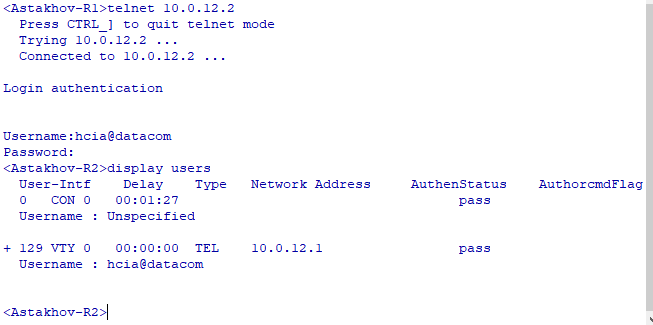 <Astakhov-R1>telnet 10.0.12.2
  Press CTRL_] to quit telnet mode
  Trying 10.0.12.2 ...
  Connected to 10.0.12.2 ...

Login authentication


Username:hcia@datacom
Password:
<Astakhov-R2>display users
  User-Intf    Delay    Type   Network Address     AuthenStatus    AuthorcmdFlag
  0   CON 0   00:01:27                                   pass
  Username : Unspecified

+ 129 VTY 0   00:00:00  TEL    10.0.12.1                 pass
  Username : hcia@datacom


<Astakhov-R2>